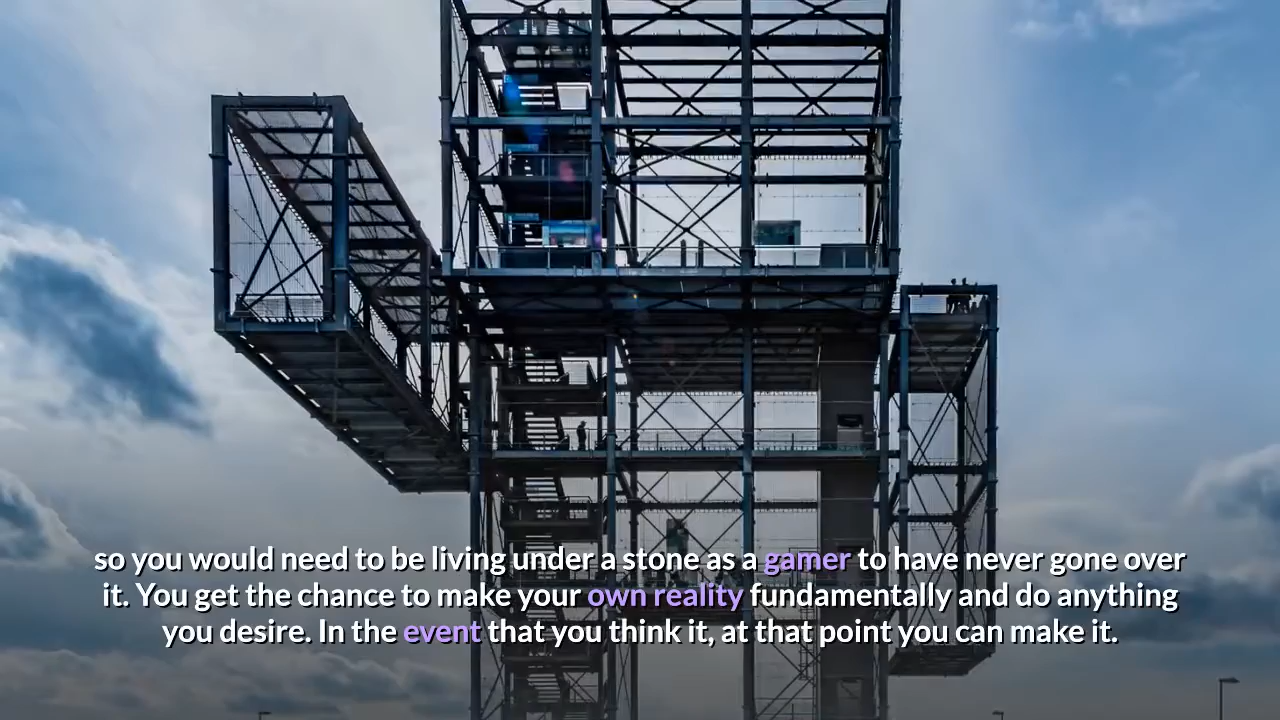 so you would need to be living under a stone as a gamer to have never gone over
it. You get the chance to make your own reality fundamentally and do anything
you desire. In the event that you think it, at that point you can make it.